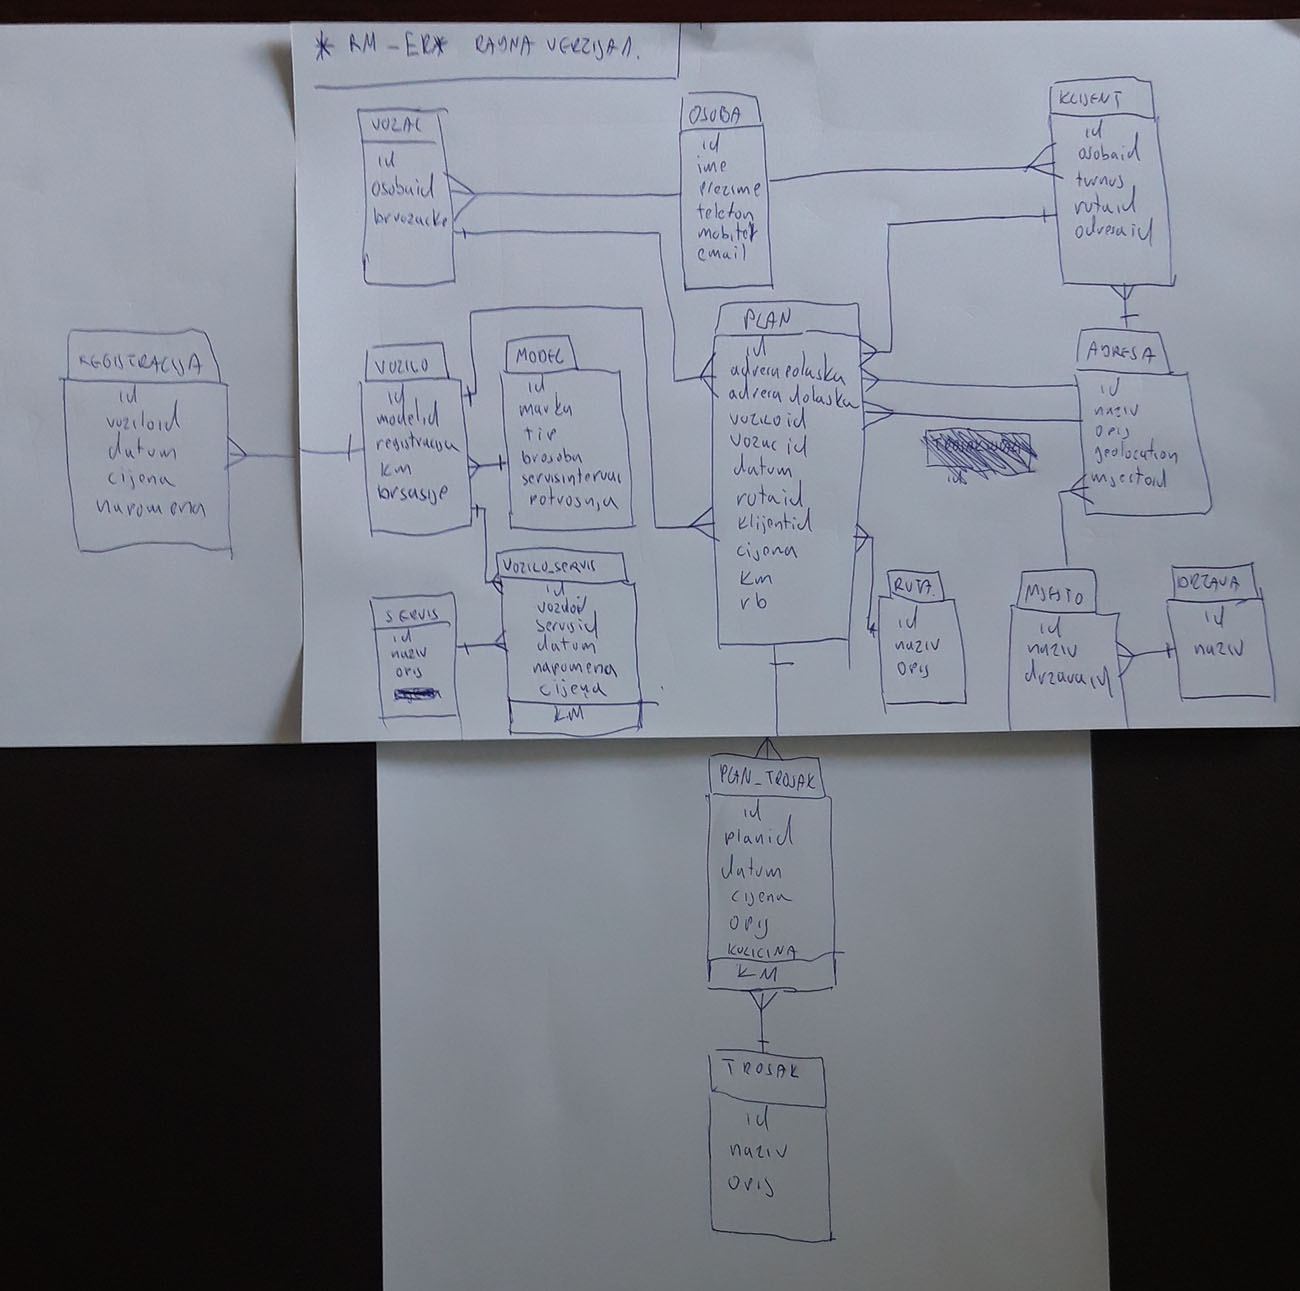 * RM-ER* RADNA VERZIJA 1.
VOZAC
id
osobaid
brvozacke
OSOBA
id
ime
prezime
telefon
mobitel
email
KLIJENT
id
osobaid
turnus
rutaid
adresaid
REGISTRACIJA
id
voziloid
datum
cijena
napomena
VOZILO
id
modelid
registracija
km
brsasije
MODEL
id
marka
tip
brosoba
servisinterval
potrosnja
PLAN
id
adresa polaska
adresa dolaska
voziloid
vozac id
datum
rutaid
klijentid
cijena
km
rb
ADRESA
id
naziv
opis
geolocation
mjestoid
id
SERVIS
id
naziv
opis
VOZILO_SERVIS
id
servisid
datum
napomena
cijena
KM
RUTA
id
naziv
opis
MJESTO
id
naziv
drzavaid
DRZAVA
id
naziv
PLAN_TROSAK
id
planid
datum
cijena
opis
KOLICINA
KM
TROSAK
id
naziv
opis